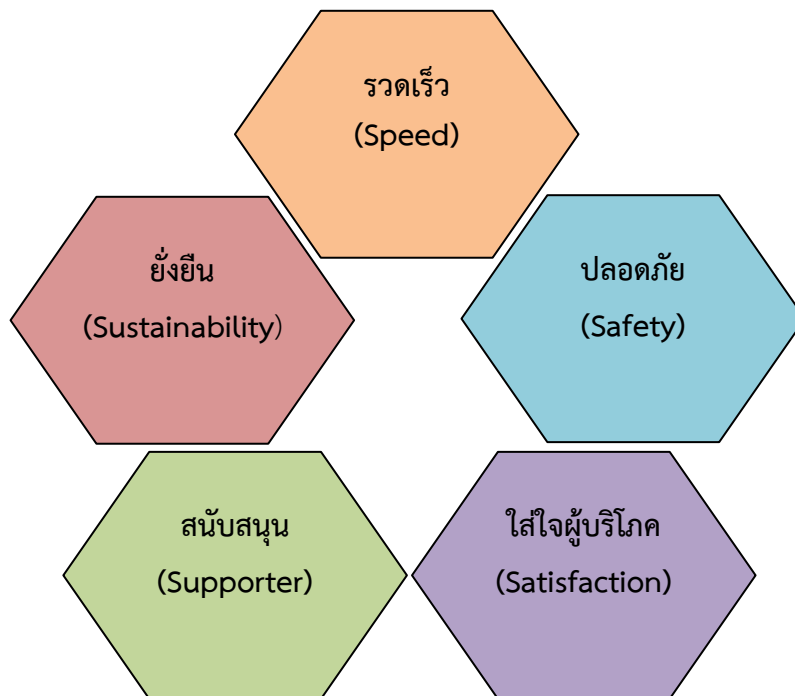 รวดเร็ว
(Speed)
ยั่งยืน
(Sustainability)
ปลอดภัย
(Safety)
สนับสนุน
(Supporter)
ใส่ใจผู้บริโภค
(Satisfaction)